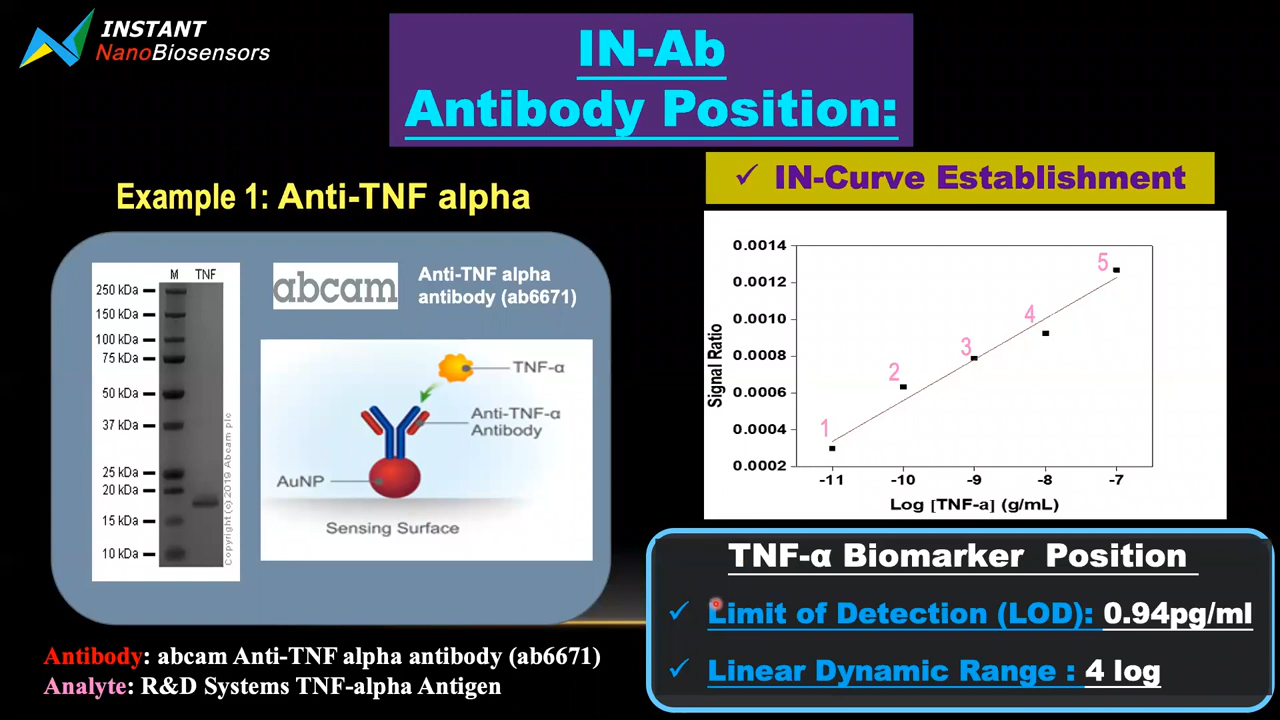 INSTANT
NanoBiosensors
IN-Ab
Antibody Position:
Example 1: Anti-TNF alpha
✓ IN-Curve Establishment
M TNF
250 kDa
150 kDa
100 kDa
75 kDa
50 kDa
37 kDa
25 kDa
20 kDa
15 kDa
10 kDa
Copyright (c) 2019 Abcam plc
abcam
Anti-TNF alpha
antibody (ab6671)
TNF-α
Anti-TNF-α
Antibody
AuNP
Sensing Surface
Signal Ratio
0.0014
0.0012
0.0010
0.0008
0.0006
0.0004
0.0002
1
2
3
4
5
-11 -10 -9 -8 -7
Log [TNF-a] (g/mL)
TNF-α Biomarker Position
✓ Limit of Detection (LOD): 0.94pg/ml
✓ Linear Dynamic Range : 4 log
Antibody: abcam Anti-TNF alpha antibody (ab6671)
Analyte: R&D Systems TNF-alpha Antigen